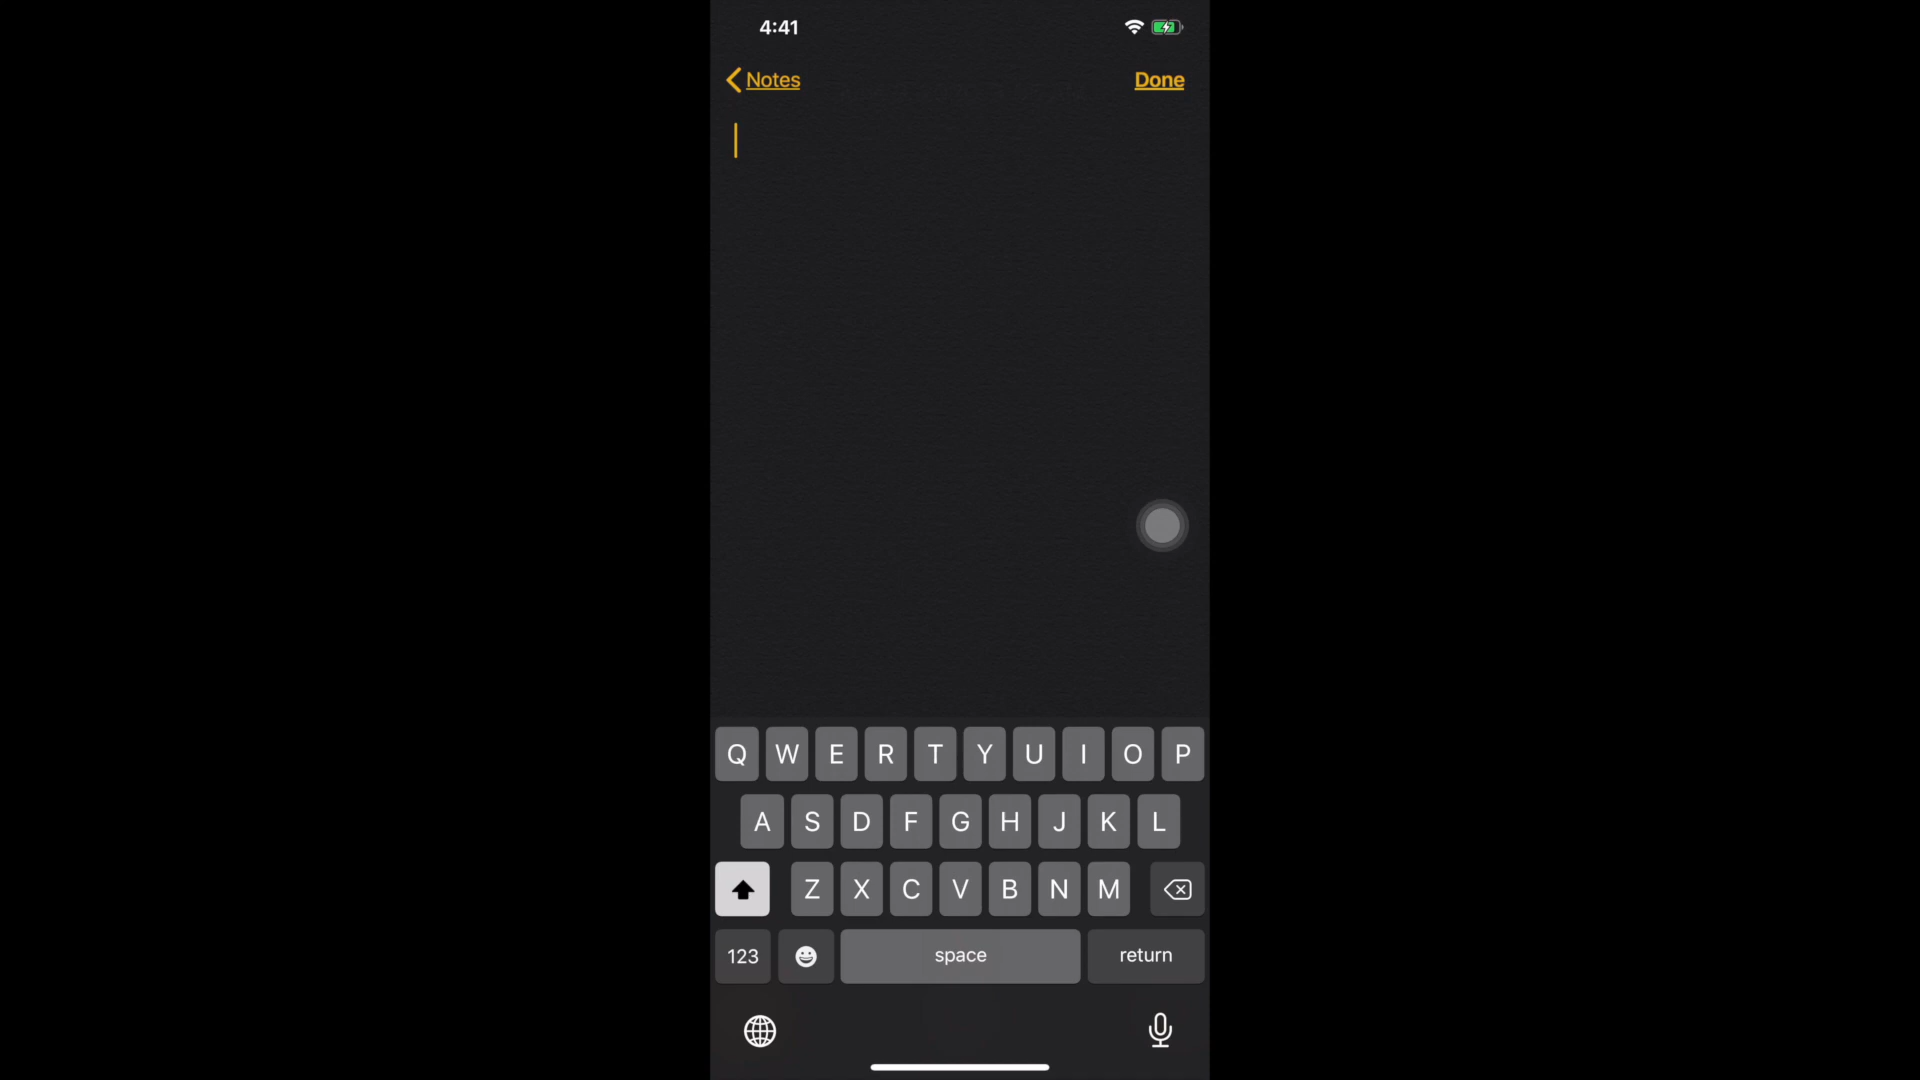 4:41
Notes Done
Q W E R T Y U I O P
A S D F G H J K L
Z X C V B N M
123 space return